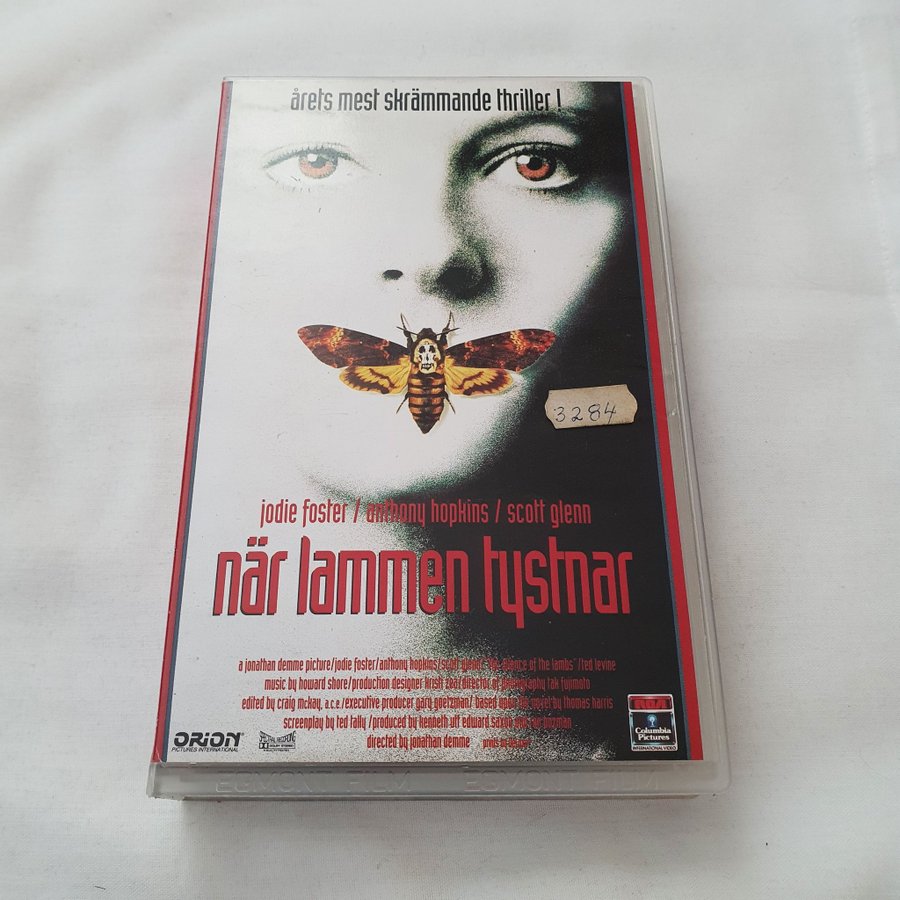 årets mest skrämmande thriller !
3284
jodie foster / anthony hopkins / scott glenn
när lammen tystnar
a jonathan demme picture/jodie foster/anthony hopkins/scott glenn "the silence of the lambs"/ted levine
music by howard shore/production designer kristi zea/director of photography tak fujimoto
edited by craig mckay, a.c.e./executive producer gary goetzman/ based upon the novel by thomas harris
screenplay by ted tally /produced by kenneth utt edward saxon
directed by jonathan demme
ORION
PICTURES INTERNATIONAL
DOLBY STEREO
RCA
Columbia
Pictures
INTERNATIONAL VIDEO
EGMONT FILM EGMONT FILM